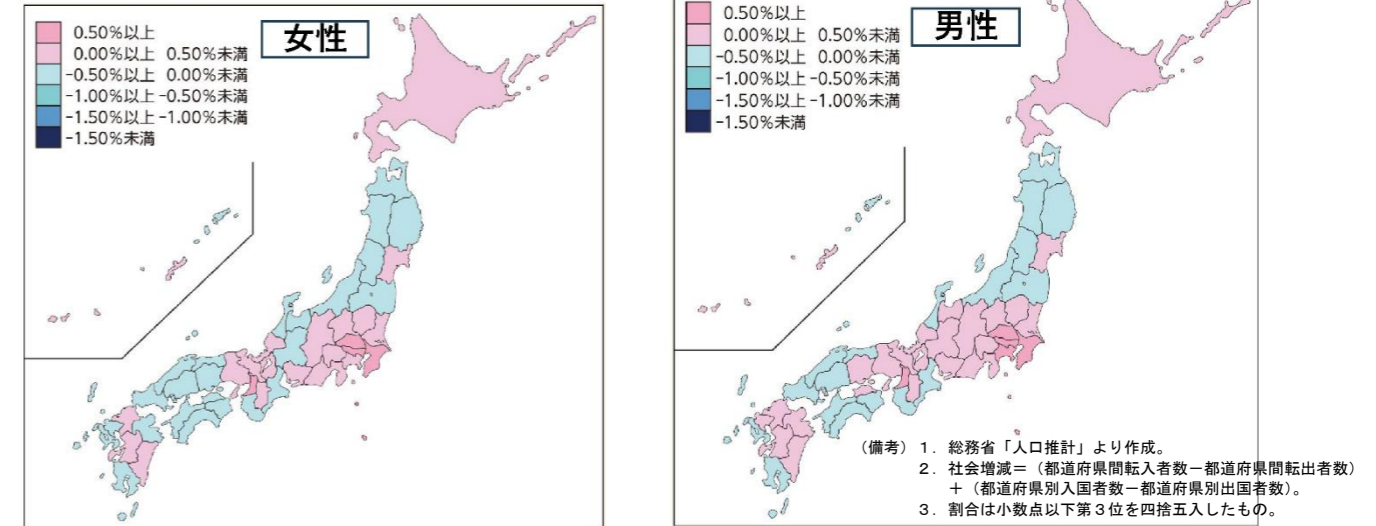 女性
0.50%以上
0.00%以上 0.50%未満
-0.50%以上 0.00%未満
-1.00%以上 -0.50%未満
-1.50%以上 -1.00%未満
-1.50%未満
男性
0.50%以上
0.00%以上 0.50%未満
-0.50%以上 0.00%未満
-1.00%以上 -0.50%未満
-1.50%以上 -1.00%未満
-1.50%未満
(備考) 1. 総務省「人口推計」より作成。
2. 社会増減=(都道府県間転入者数-都道府県間転出者数)
+(都道府県別入国者数-都道府県別出国者数)。
3. 割合は小数点以下第3位を四捨五入したもの。